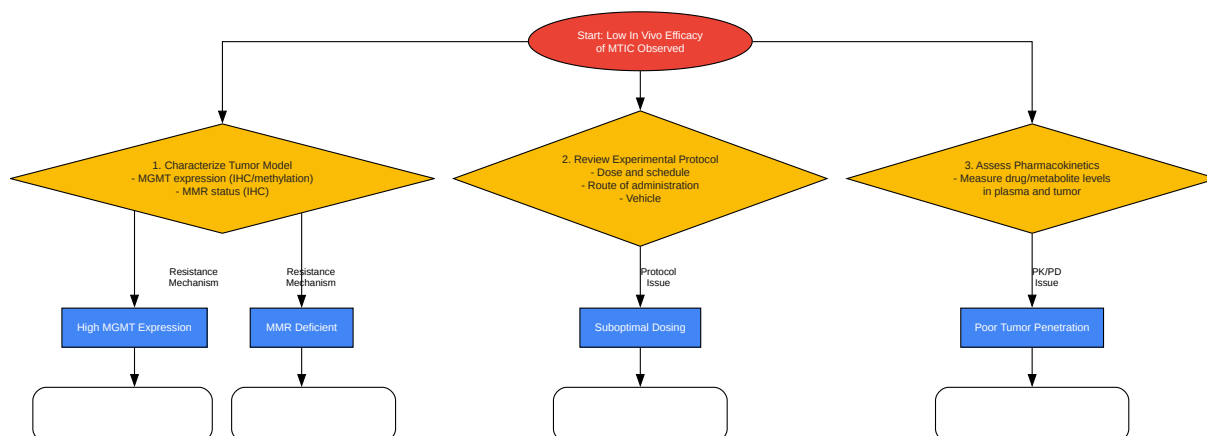 Start: Low In Vivo Efficacy
of MTIC Observed
1. Characterize Tumor Model
- MGMT expression (IHC/methylation)
- MMR status (IHC)
2. Review Experimental Protocol
- Dose and schedule
- Route of administration
- Vehicle
3. Assess Pharmacokinetics
- Measure drug/metabolite levels
in plasma and tumor
Resistance
Mechanism
Resistance
Mechanism
Protocol
Issue
PK/PD
Issue
High MGMT Expression
MMR Deficient
Suboptimal Dosing
Poor Tumor Penetration